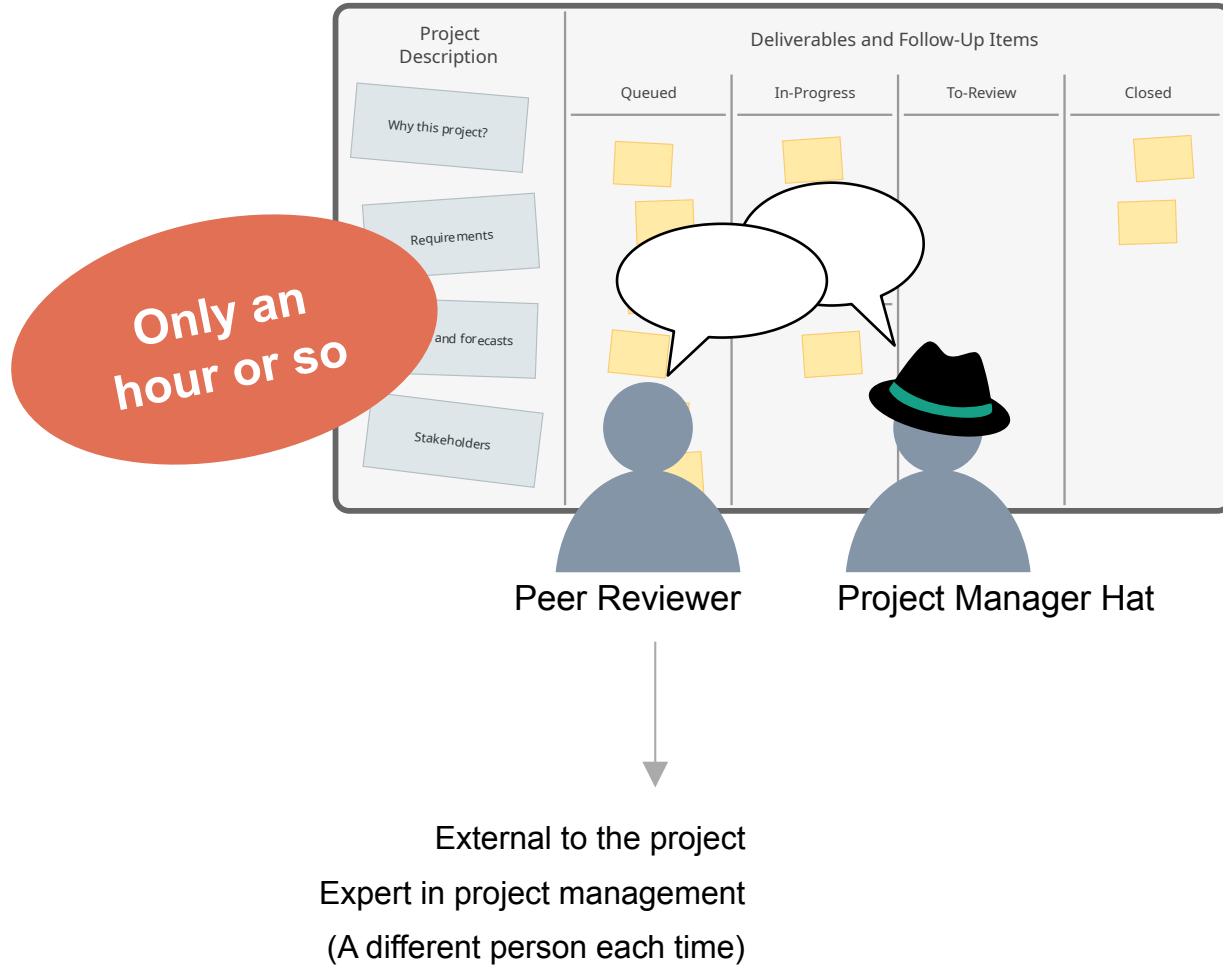 Project
Description
Deliverables and Follow-Up Items
Queued
In-Progress
To-Review
Closed
Why this project?
Requirements
and forecasts
Stakeholders
Only an
hour or so
Peer Reviewer
Project Manager Hat
External to the project
Expert in project management
(A different person each time)